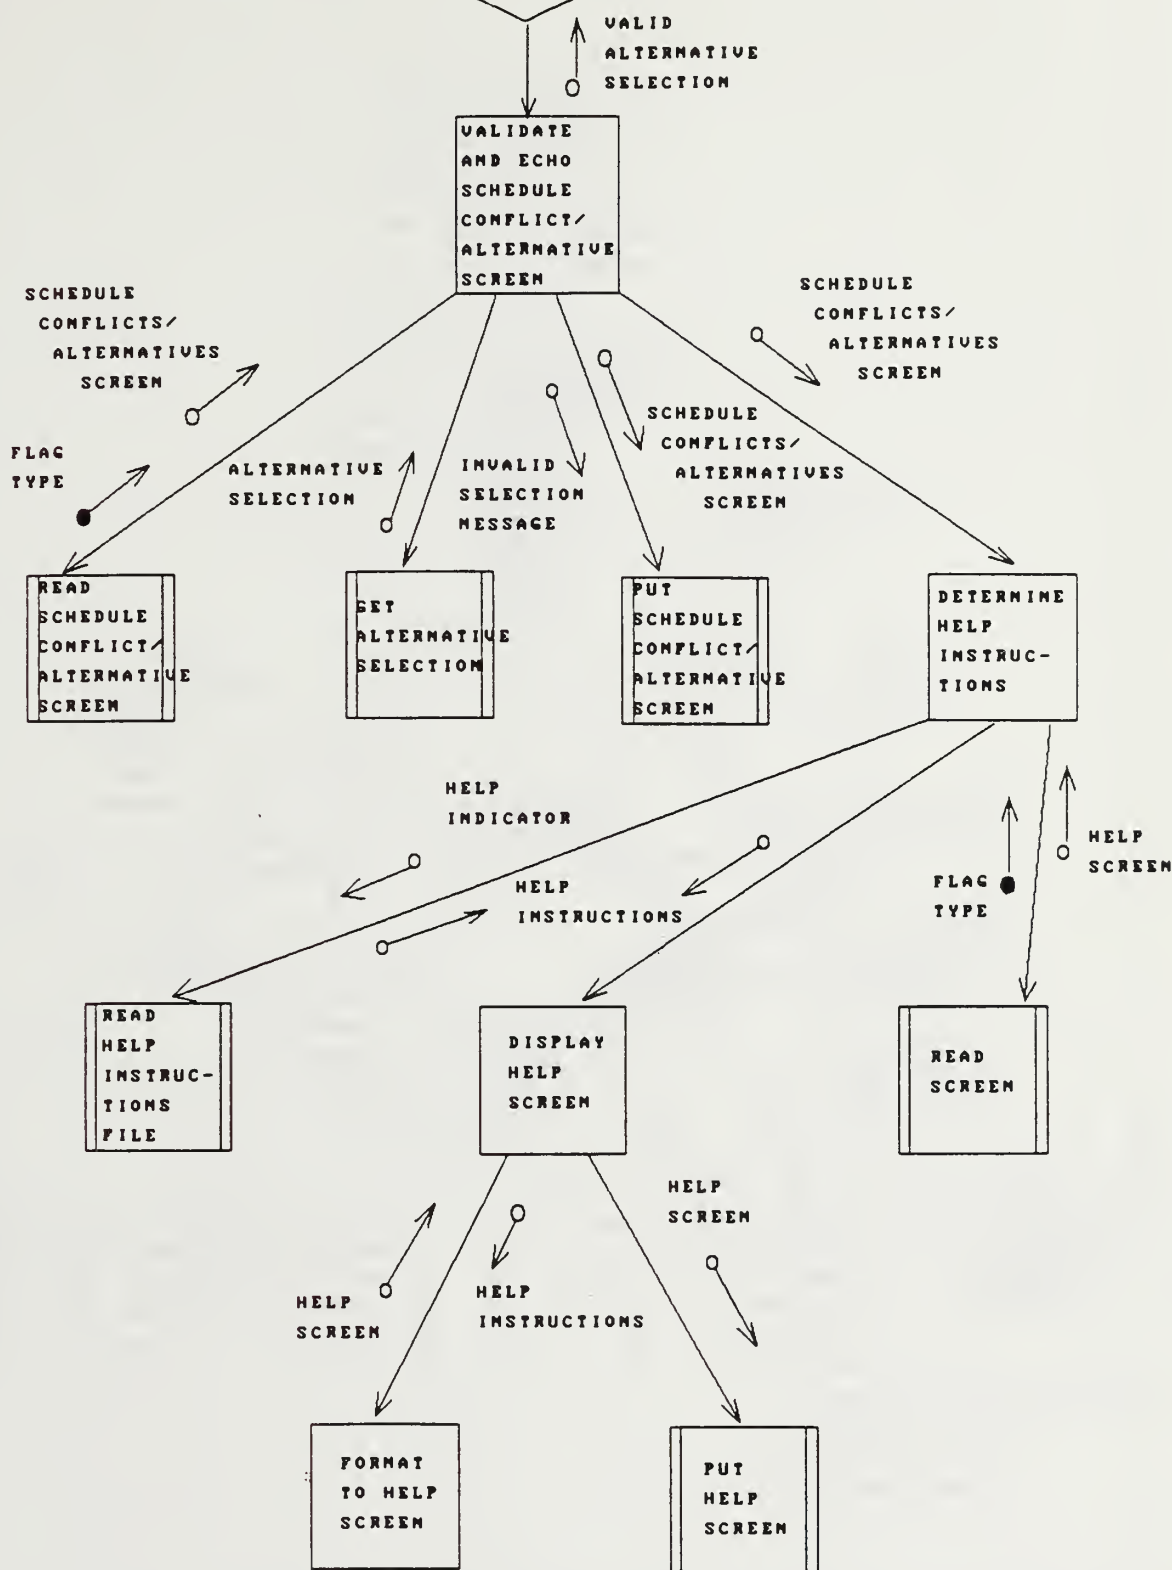 VALID
ALTERNATIVE
SELECTION
VALIDATE
AND ECHO
SCHEDULE
CONFLICT/
ALTERNATIVE
SCREEN
SCHEDULE
CONFLICTS/
ALTERNATIVES
SCREEN
SCHEDULE
CONFLICTS/
ALTERNATIVES
SCREEN
FLAG
TYPE
ALTERNATIVE
SELECTION
INVALID
SELECTION
MESSAGE
SCHEDULE
CONFLICTS/
ALTERNATIVES
SCREEN
READ
SCHEDULE
CONFLICT/
ALTERNATIVE
SCREEN
GET
ALTERNATIVE
SELECTION
PUT
SCHEDULE
CONFLICT/
ALTERNATIVE
SCREEN
DETERMINE
HELP
INSTRUC-
TIONS
HELP
INDICATOR
HELP
INSTRUCTIONS
FLAG
TYPE
HELP
SCREEN
READ
HELP
INSTRUC-
TIONS
FILE
DISPLAY
HELP
SCREEN
READ
SCREEN
HELP
SCREEN
HELP
INSTRUCTIONS
HELP
SCREEN
FORMAT
TO HELP
SCREEN
PUT
HELP
SCREEN